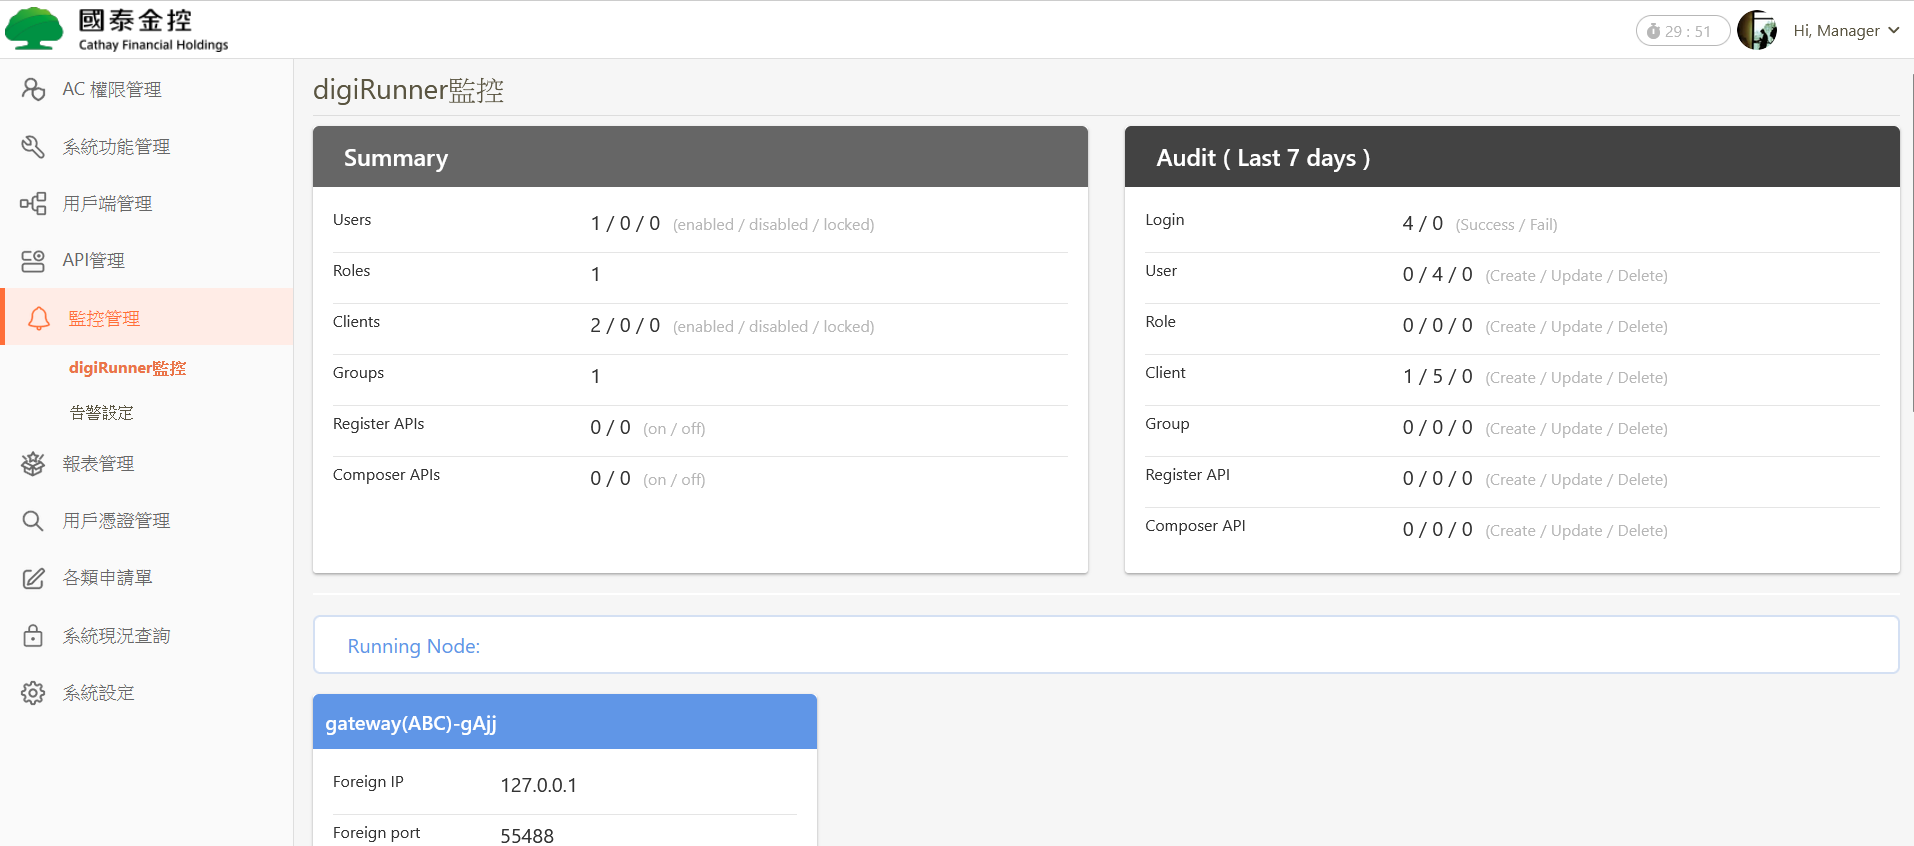 國泰金控
Cathay Financial Holdings
29 : 51
Hi, Manager
AC 權限管理
系統功能管理
用戶端管理
API管理
監控管理
digiRunner監控
告警設定
報表管理
用戶憑證管理
各類申請單
系統現況查詢
系統設定
digiRunner監控
Summary
Users 1 / 0 / 0 (enabled / disabled / locked)
Roles 1
Clients 2 / 0 / 0 (enabled / disabled / locked)
Groups 1
Register APIs 0 / 0 (on / off)
Composer APIs 0 / 0 (on / off)
Audit ( Last 7 days )
Login 4 / 0 (Success / Fail)
User 0 / 4 / 0 (Create / Update / Delete)
Role 0 / 0 / 0 (Create / Update / Delete)
Client 1 / 5 / 0 (Create / Update / Delete)
Group 0 / 0 / 0 (Create / Update / Delete)
Register API 0 / 0 / 0 (Create / Update / Delete)
Composer API 0 / 0 / 0 (Create / Update / Delete)
Running Node:
gateway(ABC)-gAjj
Foreign IP 127.0.0.1
Foreign port 55488